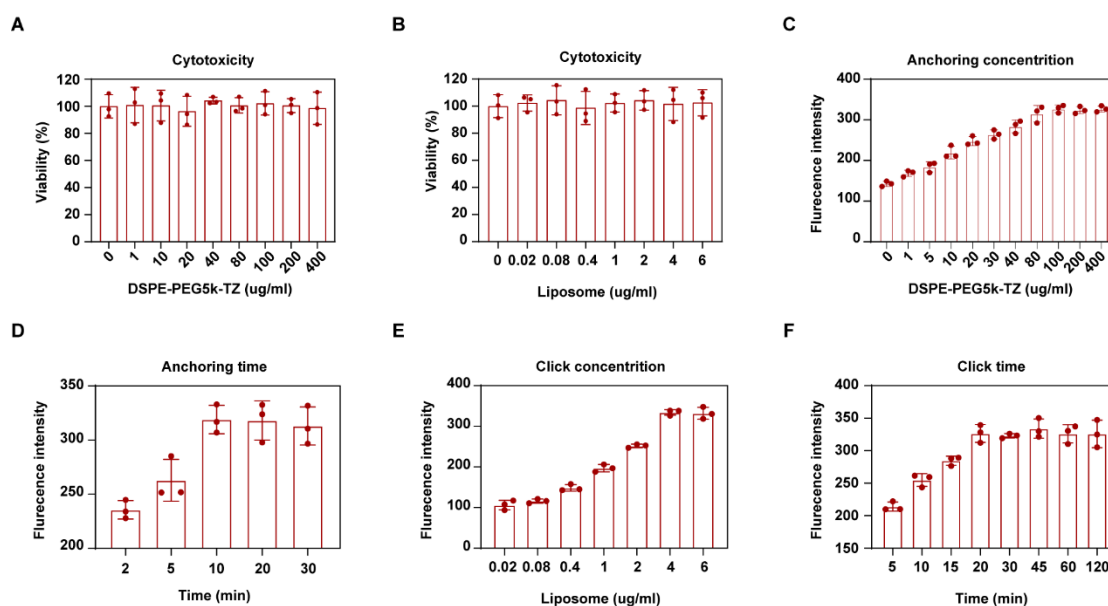 A
Cytotoxicity
Viability (%)
120
100
80
60
40
20
0
0 1 10 20 40 80 100 200 400
DSPE-PEG5k-TZ (ug/ml)
B
Cytotoxicity
Viability (%)
120
100
80
60
40
20
0
0 0.02 0.08 0.4 1 2 4 6
Liposome (ug/ml)
C
Anchoring concentrition
Flurecence intensity
400
300
200
100
0
0 1 5 10 20 30 40 80 100 200 400
DSPE-PEG5k-TZ (ug/ml)
D
Anchoring time
Flurecence intensity
350
300
250
200
2 5 10 20 30
Time (min)
E
Click concentrition
Flurecence intensity
400
300
200
100
0
0.02 0.08 0.4 1 2 4 6
Liposome (ug/ml)
F
Click time
Flurecence intensity
400
350
300
250
200
150
5 10 15 20 30 45 60 120
Time (min)